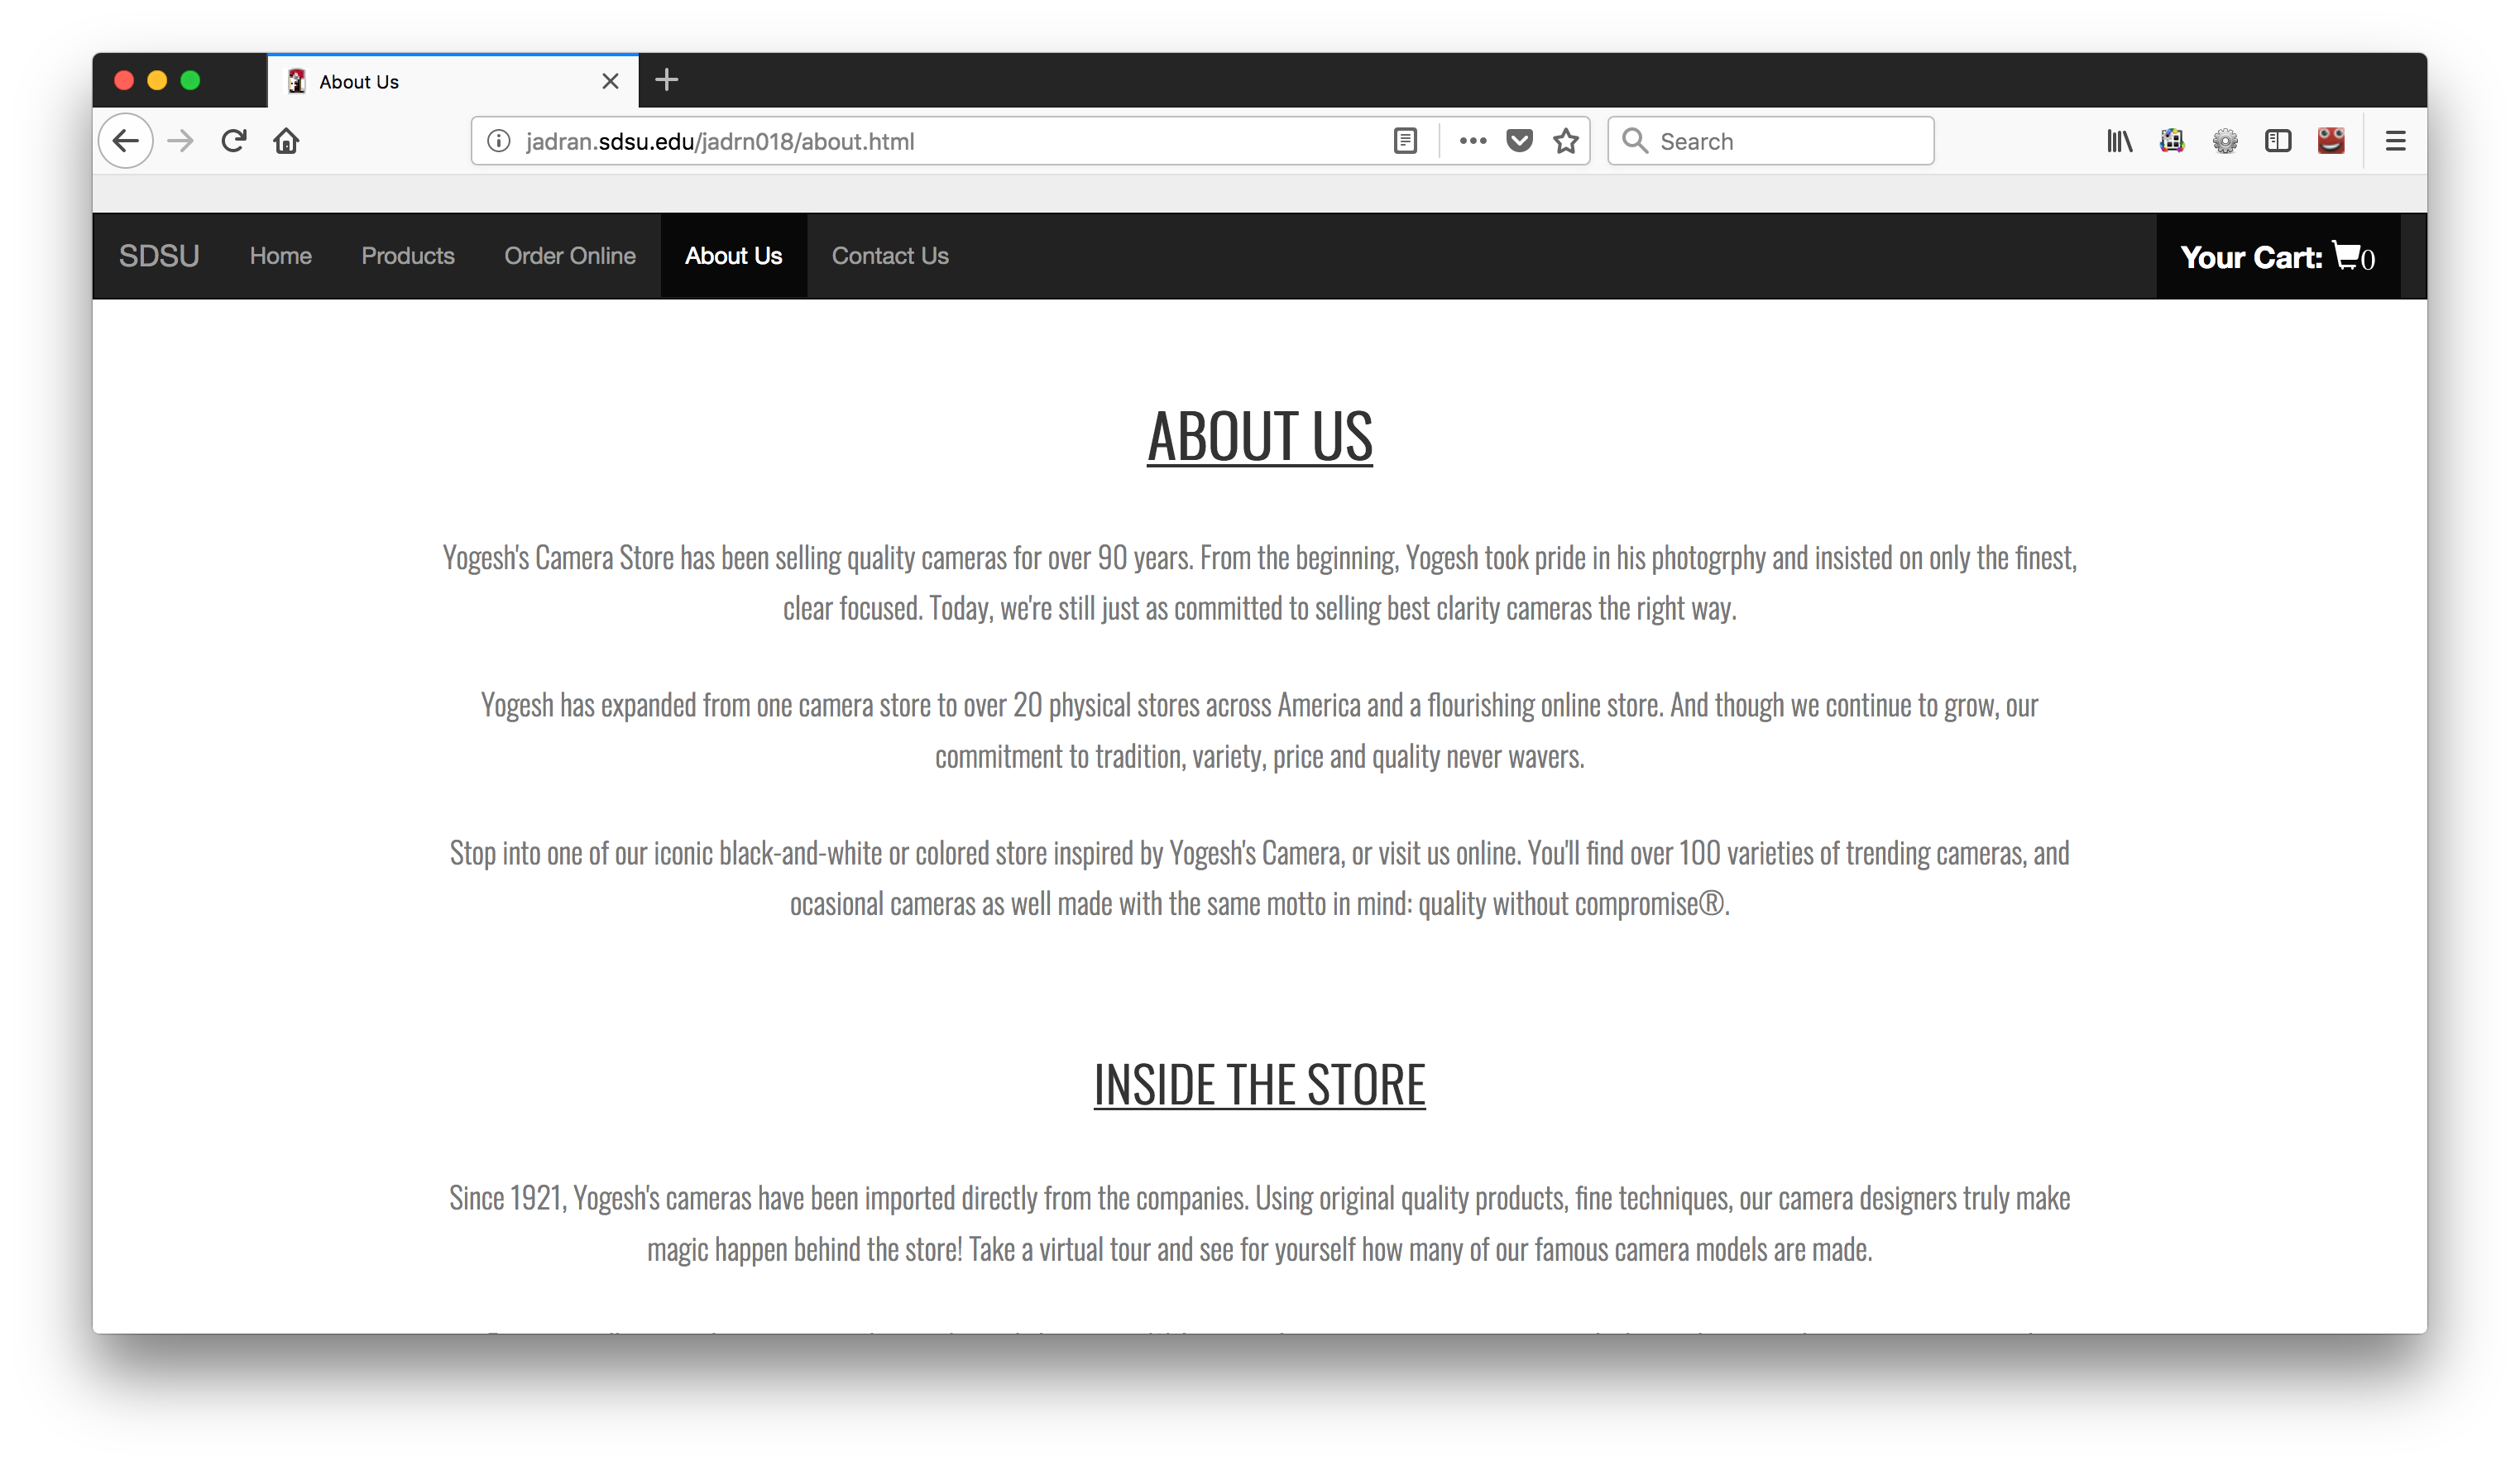 About Us
jadran.sdsu.edu/jadrn018/about.html
Search
SDSU Home Products Order Online About Us Contact Us Your Cart: 0
ABOUT US
Yogesh's Camera Store has been selling quality cameras for over 90 years. From the beginning, Yogesh took pride in his photogrphy and insisted on only the finest,
clear focused. Today, we're still just as committed to selling best clarity cameras the right way.
Yogesh has expanded from one camera store to over 20 physical stores across America and a flourishing online store. And though we continue to grow, our
commitment to tradition, variety, price and quality never wavers.
Stop into one of our iconic black-and-white or colored store inspired by Yogesh's Camera, or visit us online. You'll find over 100 varieties of trending cameras, and
ocasional cameras as well made with the same motto in mind: quality without compromise®.
INSIDE THE STORE
Since 1921, Yogesh's cameras have been imported directly from the companies. Using original quality products, fine techniques, our camera designers truly make
magic happen behind the store! Take a virtual tour and see for yourself how many of our famous camera models are made.